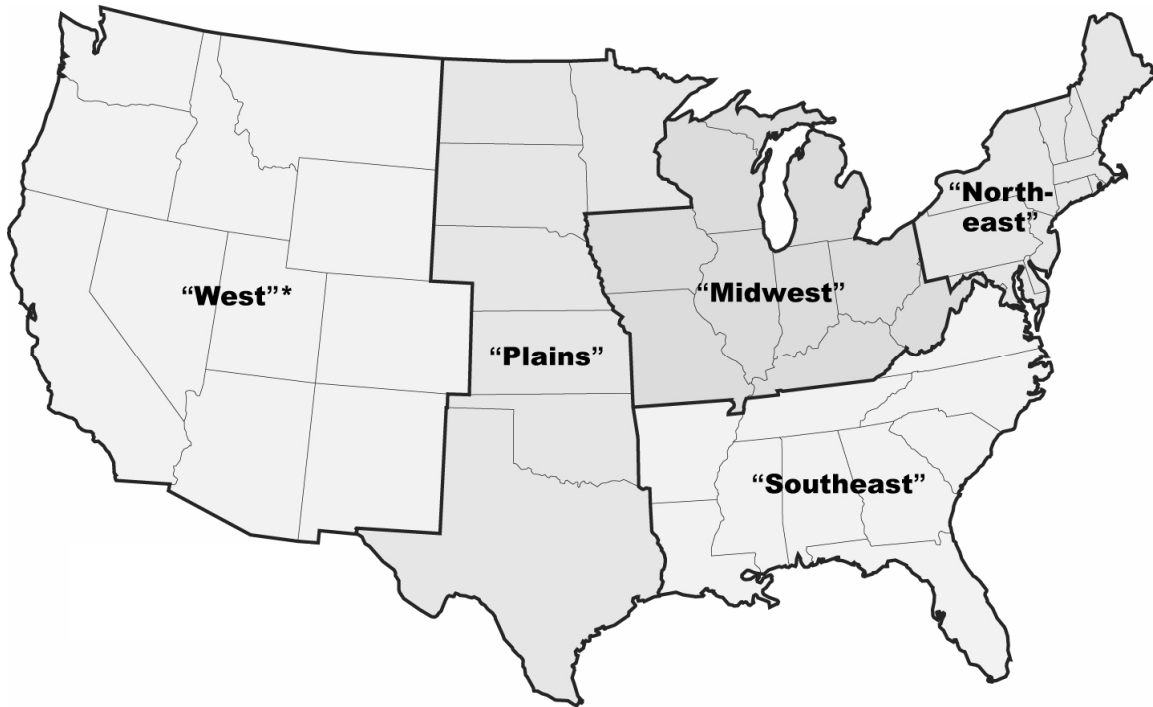 “North-
east”
“West”*
“Midwest”
“Plains”
“Southeast”